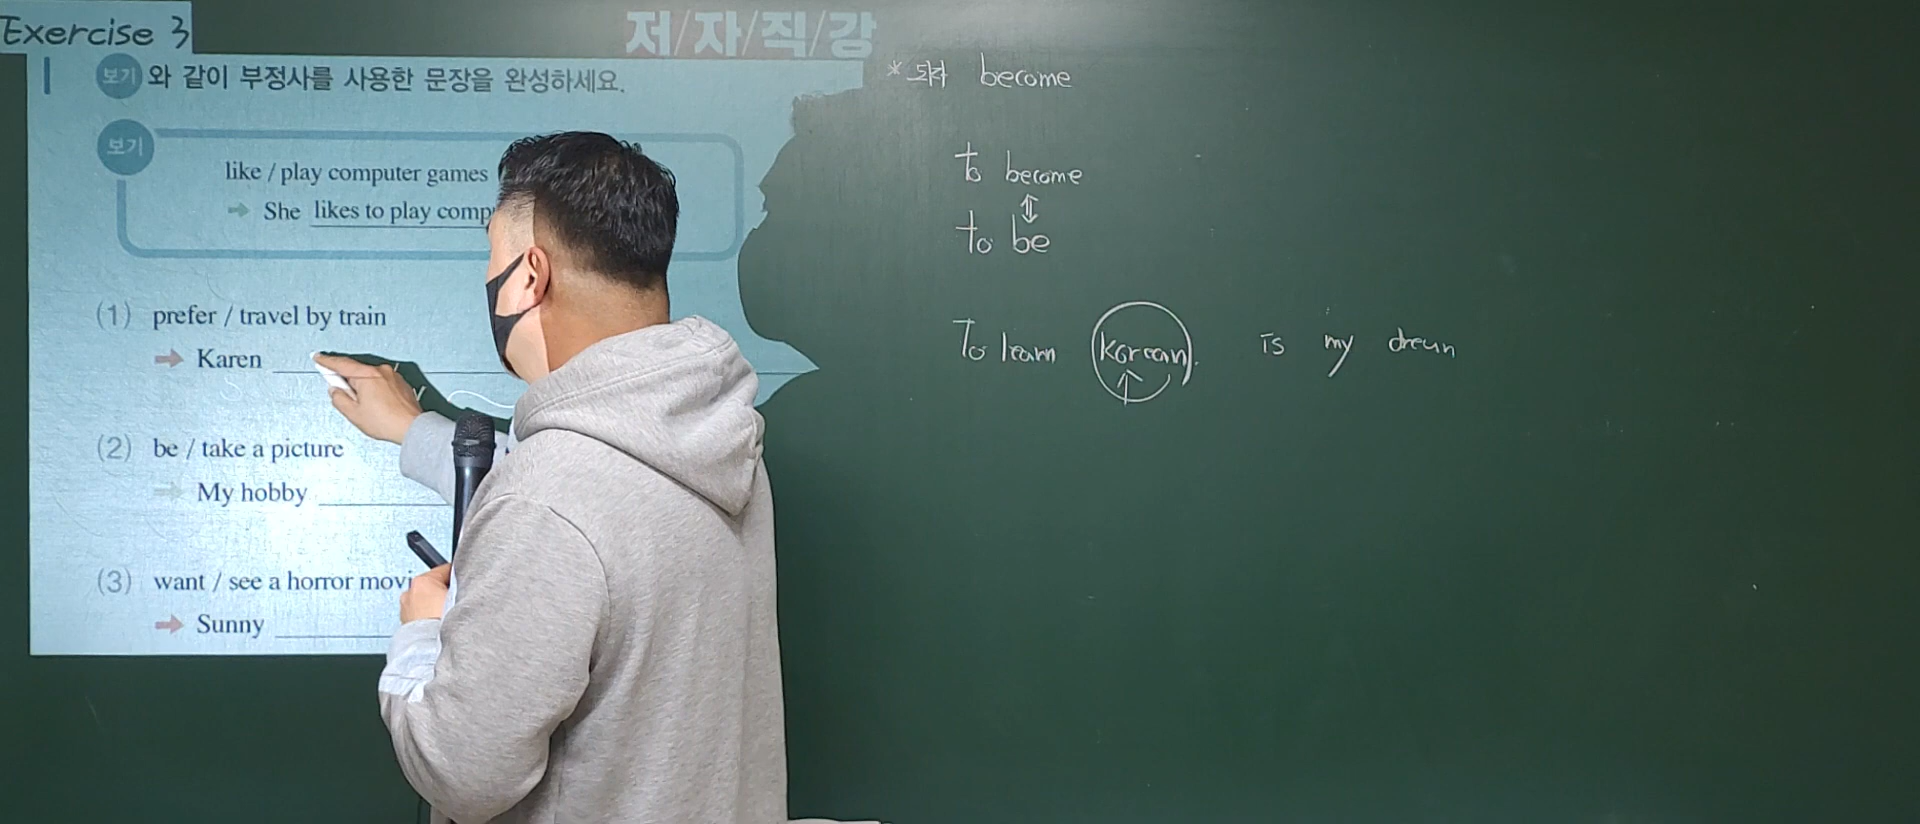 Exercise 3
저/자/직/강
보기 와 같이 부정사를 사용한 문장을 완성하세요.
보기
like / play computer games
She likes to play comp
(1) prefer / travel by train
Karen
(2) be / take a picture
My hobby
(3) want / see a horror movi
Sunny
* become
to become
to be
To learn korean. is my